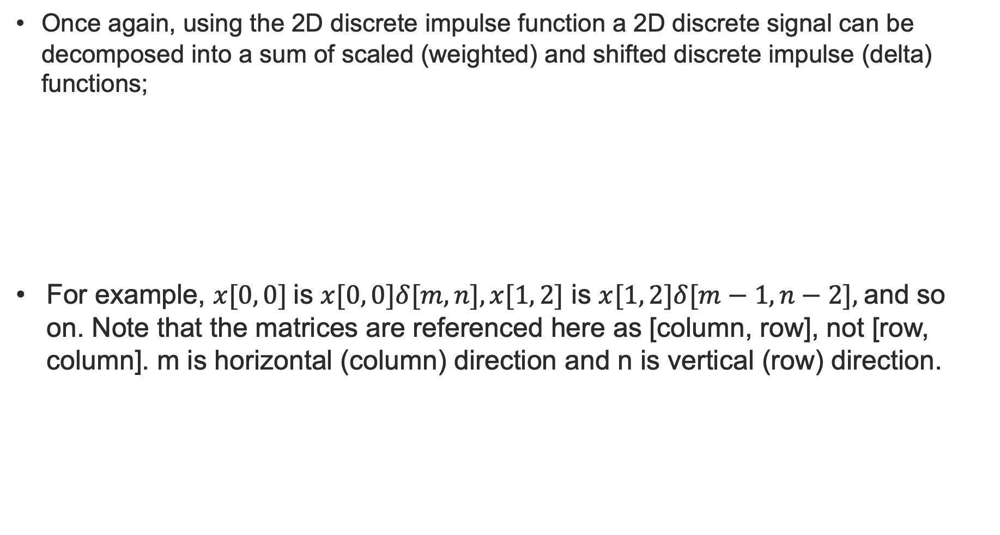 • Once again, using the 2D discrete impulse function a 2D discrete signal can be
decomposed into a sum of scaled (weighted) and shifted discrete impulse (delta)
functions;
• For example, x[0, 0] is x[0, 0]δ[m, n], x[1, 2] is x[1, 2]δ[m − 1, n − 2], and so
on. Note that the matrices are referenced here as [column, row], not [row,
column]. m is horizontal (column) direction and n is vertical (row) direction.